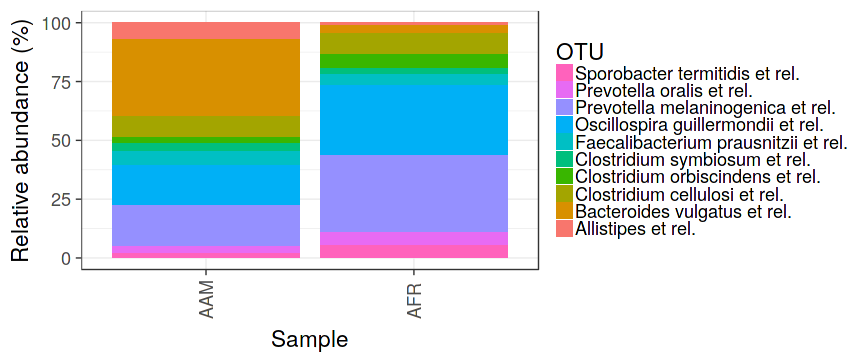 Relative abundance (%)
100
75
50
25
0
AAM
AFR
Sample
OTU
Sporobacter termitidis et rel.
Prevotella oralis et rel.
Prevotella melaninogenica et rel.
Oscillospira guillermondii et rel.
Faecalibacterium prausnitzii et rel.
Clostridium symbiosum et rel.
Clostridium orbiscindens et rel.
Clostridium cellulosi et rel.
Bacteroides vulgatus et rel.
Allistipes et rel.